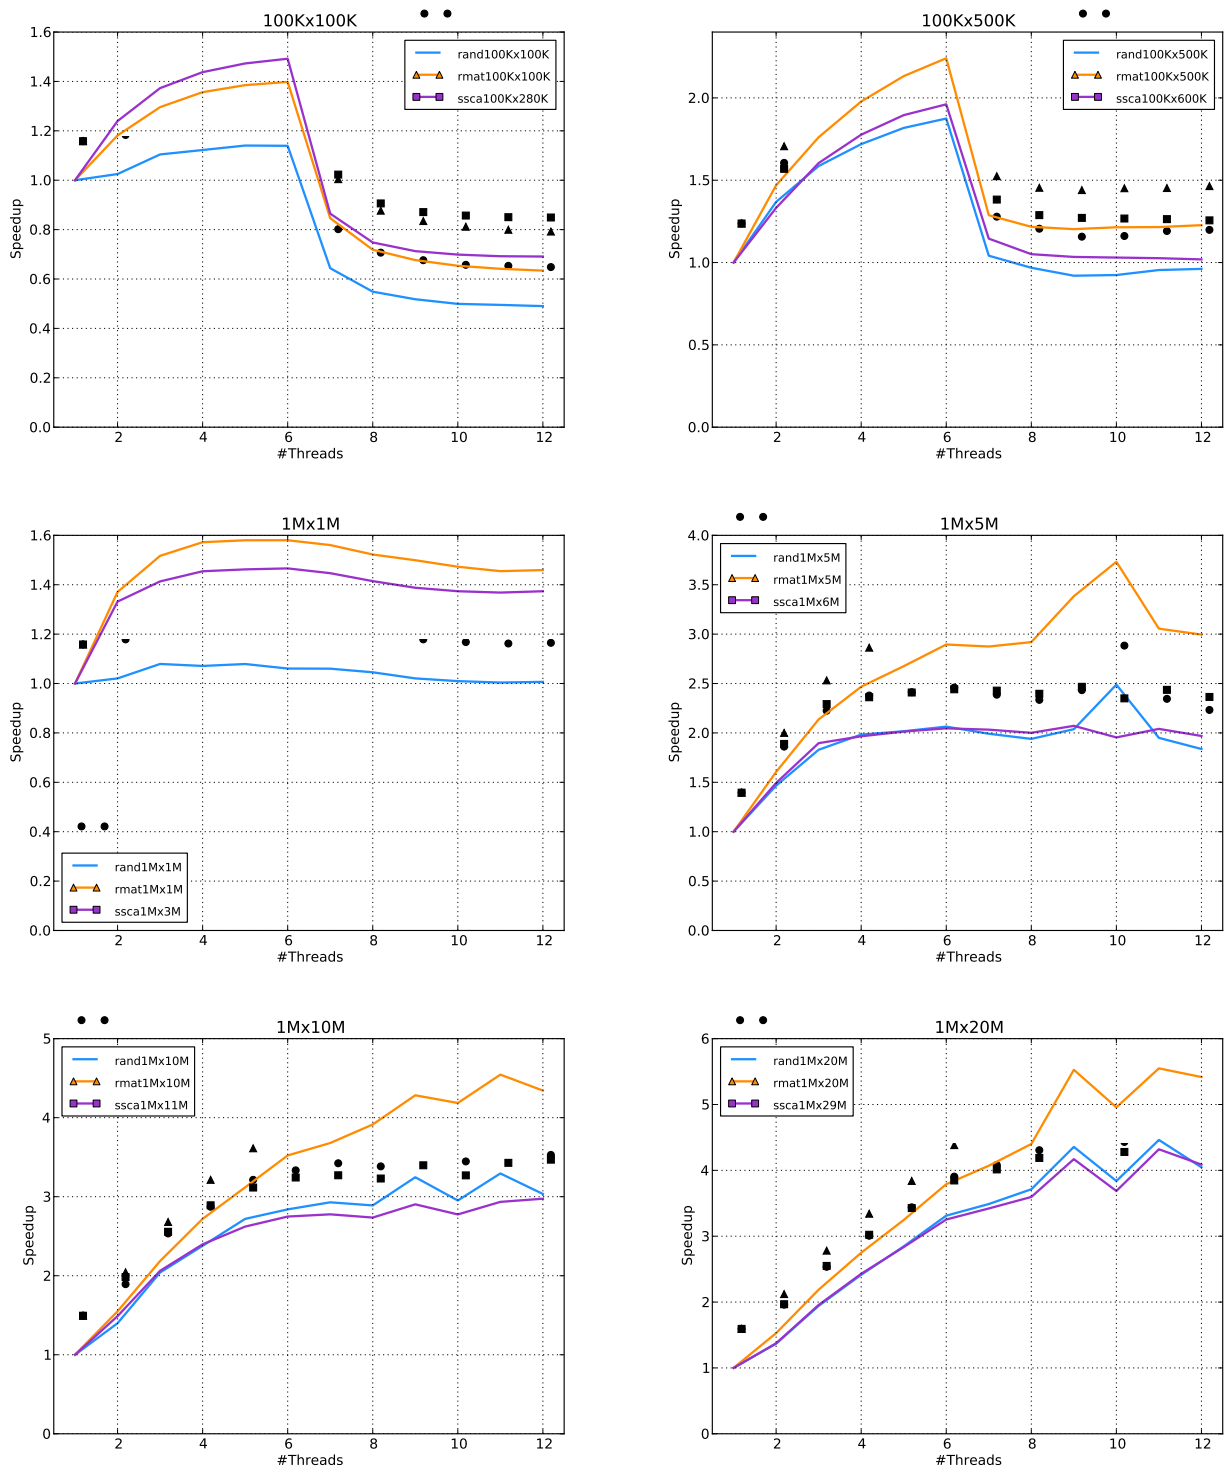 100Kx100K
1.6
1.4
1.2
1.0
0.8
0.6
0.4
0.2
0.0
Speedup
rand100Kx100K
rmat100Kx100K
ssca100Kx280K
2 4 6 8 10 12
#Threads
100Kx500K
2.0
1.5
1.0
0.5
0.0
Speedup
rand100Kx500K
rmat100Kx500K
ssca100Kx600K
2 4 6 8 10 12
#Threads
1Mx1M
1.6
1.4
1.2
1.0
0.8
0.6
0.4
0.2
0.0
Speedup
rand1Mx1M
rmat1Mx1M
ssca1Mx3M
2 4 6 8 10 12
#Threads
1Mx5M
4.0
3.5
3.0
2.5
2.0
1.5
1.0
0.5
0.0
Speedup
rand1Mx5M
rmat1Mx5M
ssca1Mx6M
2 4 6 8 10 12
#Threads
1Mx10M
5
4
3
2
1
0
Speedup
rand1Mx10M
rmat1Mx10M
ssca1Mx11M
2 4 6 8 10 12
#Threads
1Mx20M
6
5
4
3
2
1
0
Speedup
rand1Mx20M
rmat1Mx20M
ssca1Mx29M
2 4 6 8 10 12
#Threads